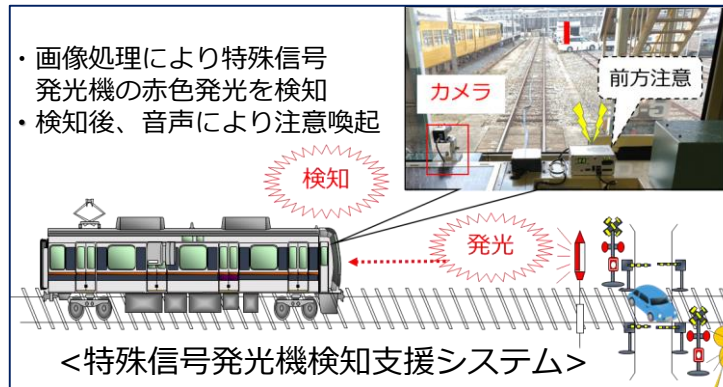 ・画像処理により特殊信号
発光機の赤色発光を検知
・検知後、音声により注意喚起
カメラ
前方注意
検知
発光
<特殊信号発光機検知支援システム>